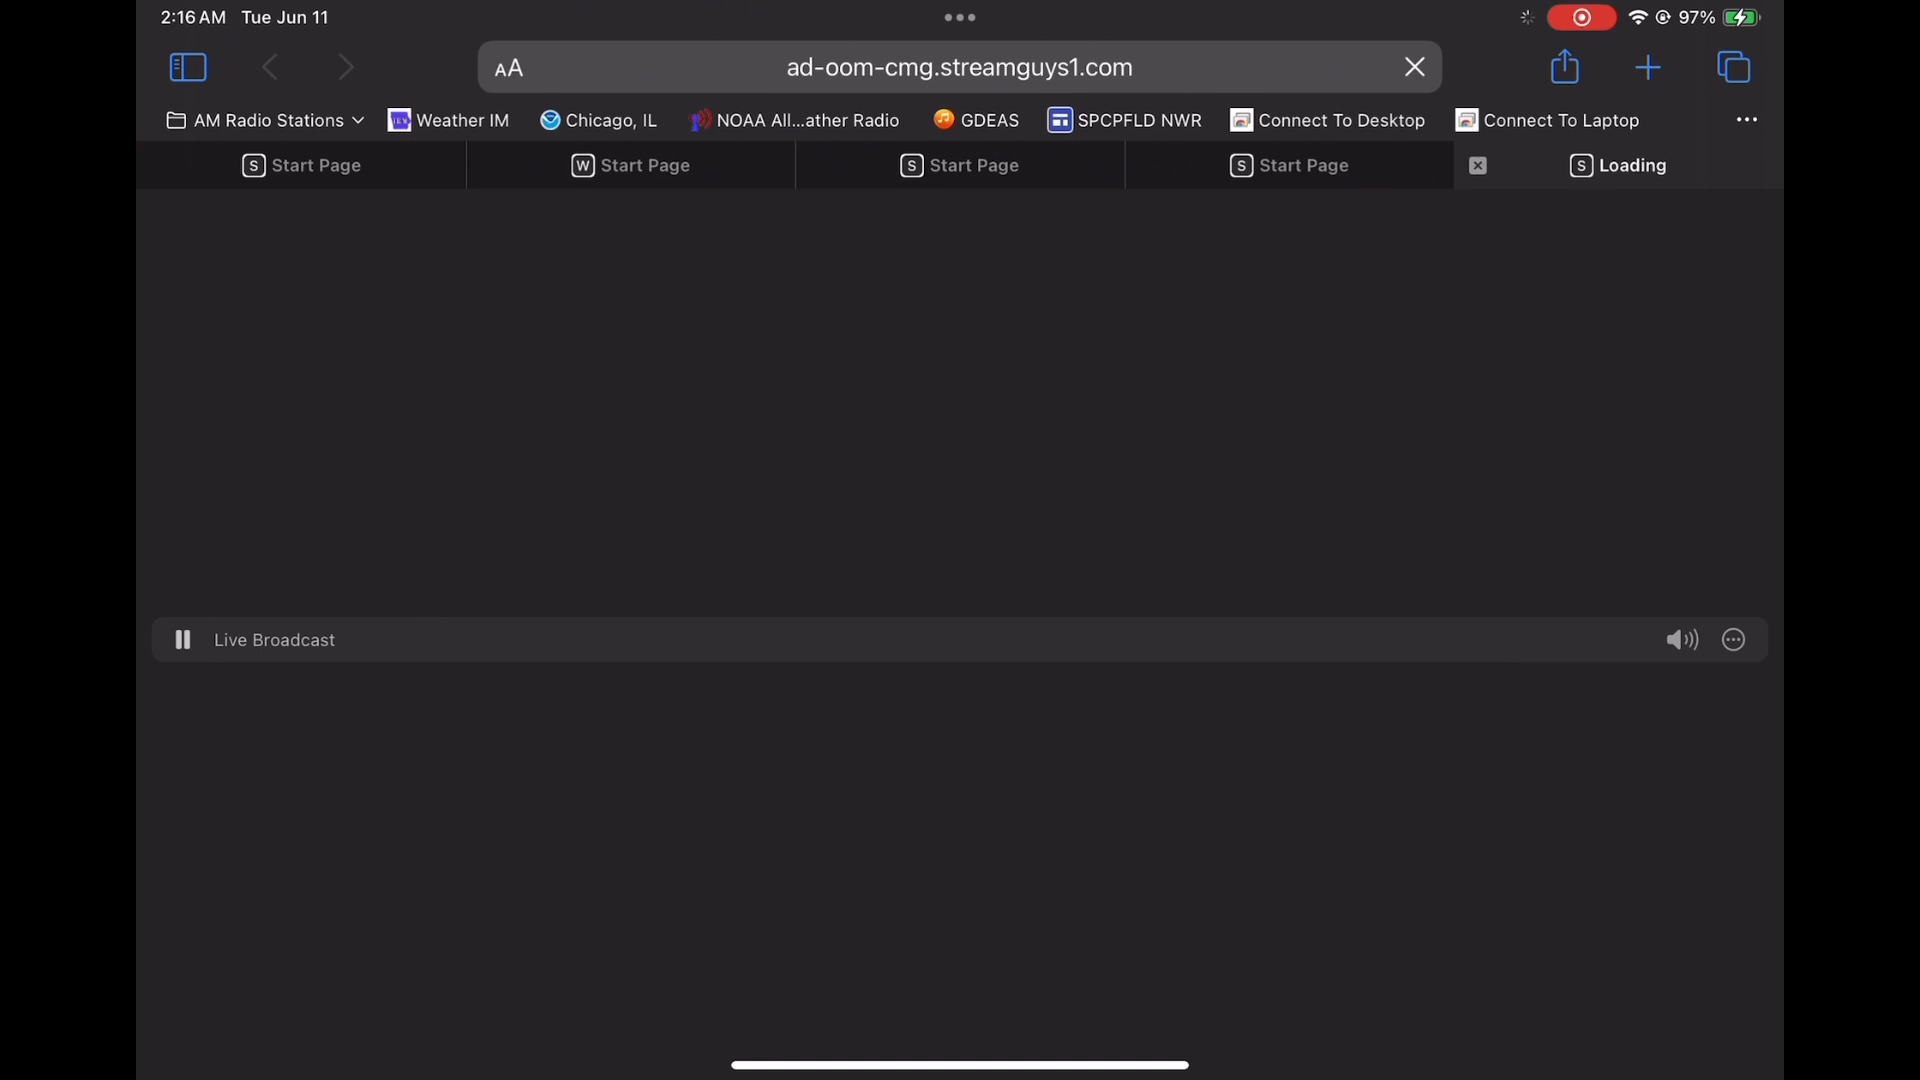 2:16 AM Tue Jun 11
97%
AA ad-oom-cmg.streamguys1.com
AM Radio Stations Weather IM Chicago, IL NOAA All...ather Radio GDEAS SPCPFLD NWR Connect To Desktop Connect To Laptop
S Start Page W Start Page S Start Page S Start Page S Loading
Live Broadcast